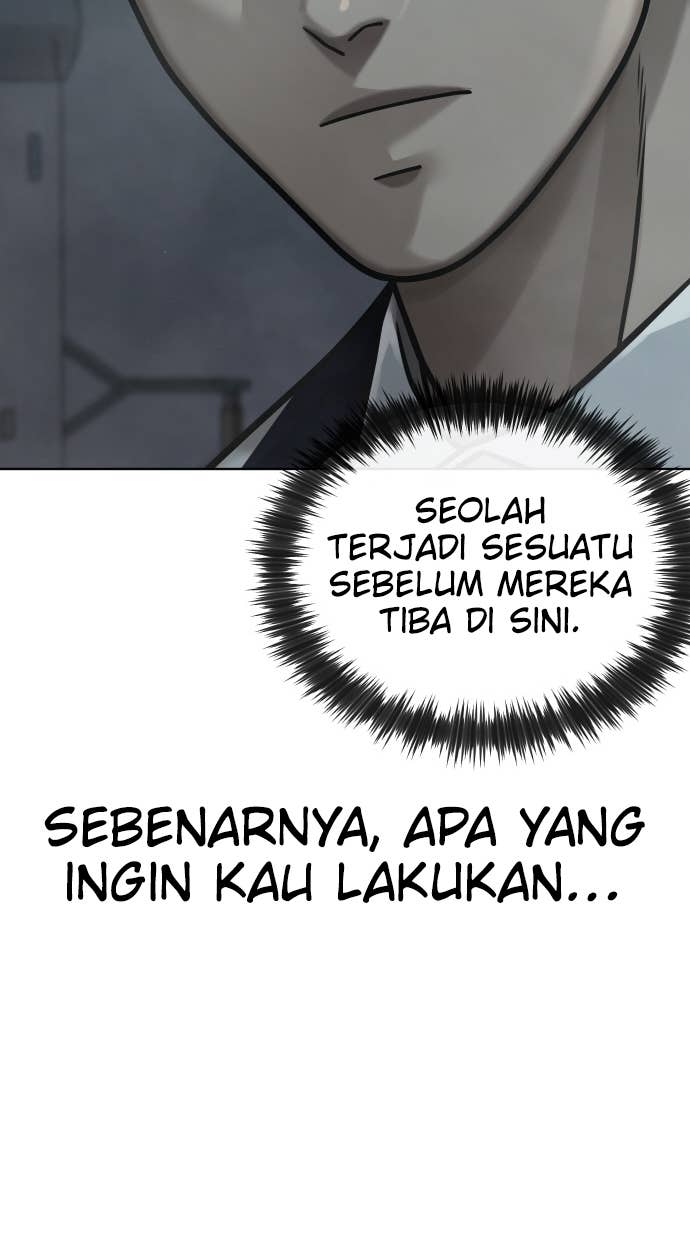 SEOLAH
TERJADI SESUATU
SEBELUM MEREKA
TIBA DI SINI.
SEBENARNYA, APA YANG
INGIN KAU LAKUKAN...